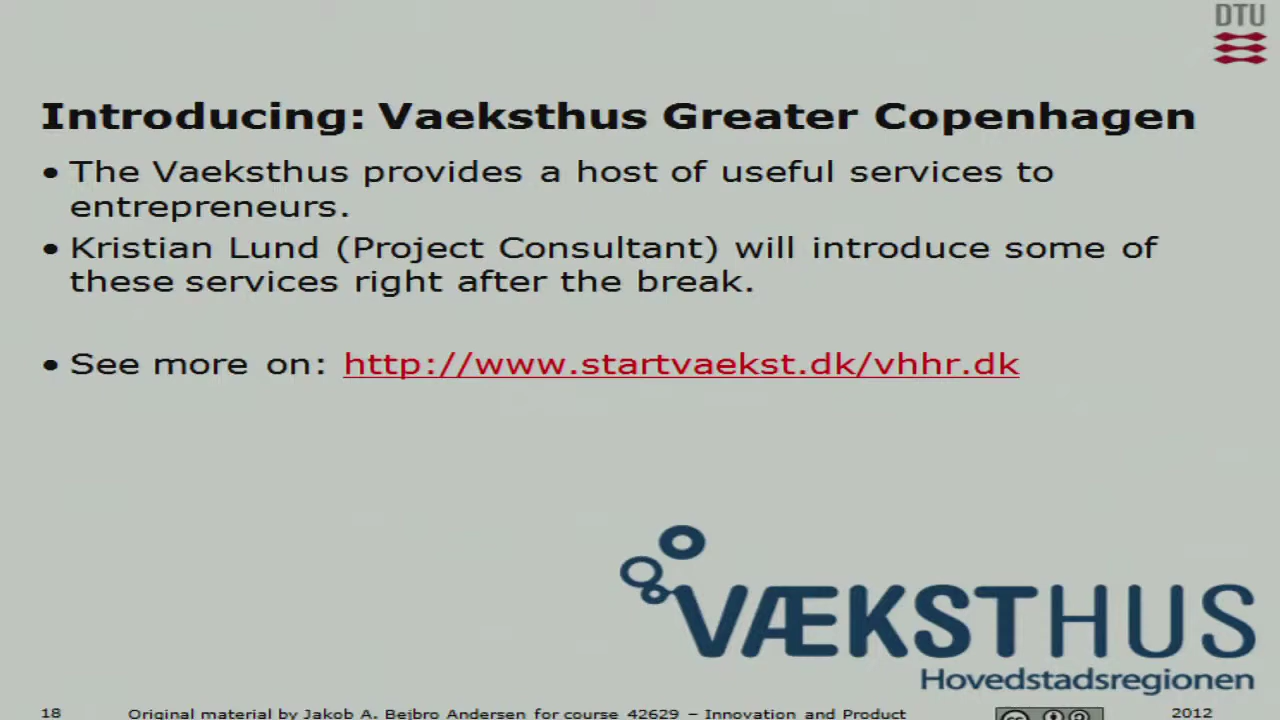 DTU
Introducing: Vaeksthus Greater Copenhagen
• The Vaeksthus provides a host of useful services to
entrepreneurs.
• Kristian Lund (Project Consultant) will introduce some of
these services right after the break.
• See more on: http://www.startvaekst.dk/vhhr.dk
VÆKSTHUS
Hovedstadsregionen
18 Original material by Jakob A. Bejbro Andersen for course 42629 – Innovation and Product
cc
2012